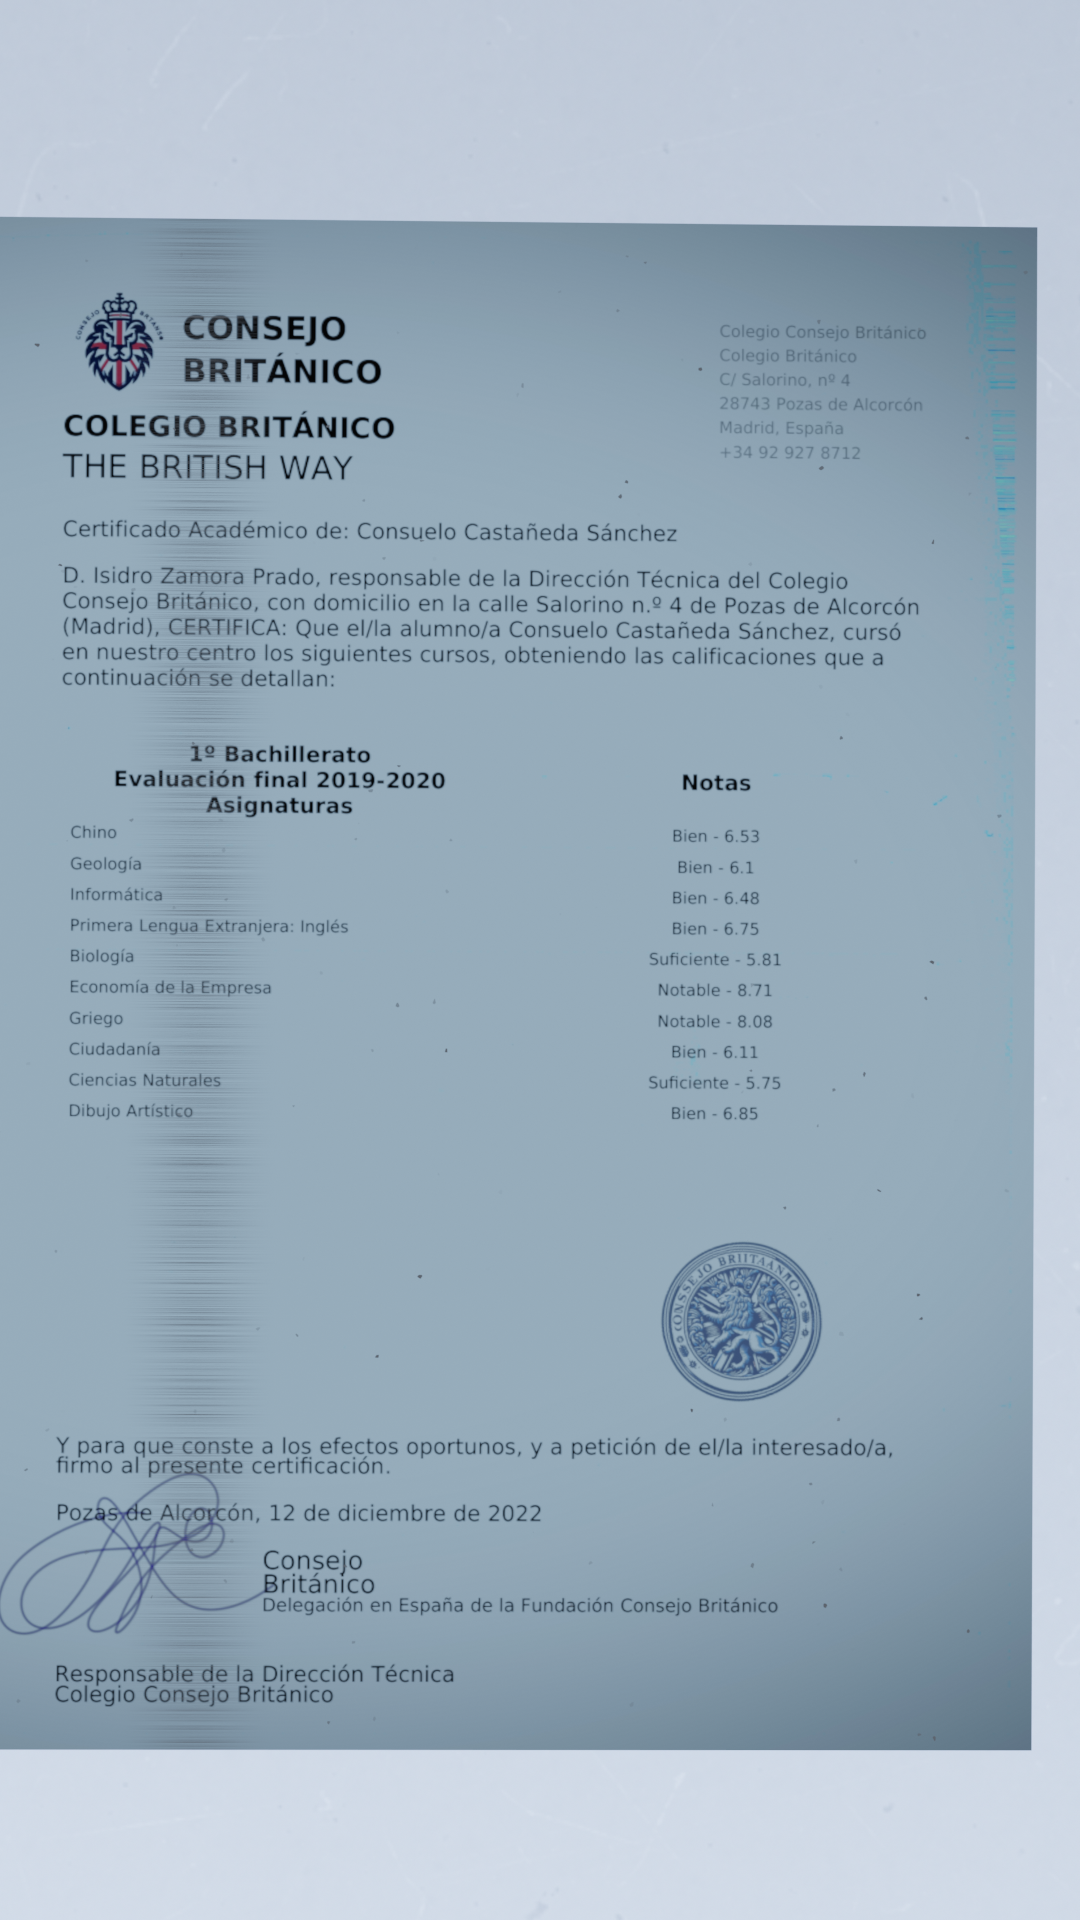 CONSEJO
BRITÁNICO
COLEGIO BRITÁNICO
THE BRITISH WAY
Colegio Consejo Británico
Colegio Británico
C/ Salorino, nº 4
28743 Pozas de Alcorcón
Madrid, España
+34 92 927 8712
Certificado Académico de: Consuelo Castañeda Sánchez
D. Isidro Zamora Prado, responsable de la Dirección Técnica del Colegio
Consejo Británico, con domicilio en la calle Salorino n.º 4 de Pozas de Alcorcón
(Madrid), CERTIFICA: Que el/la alumno/a Consuelo Castañeda Sánchez, cursó
en nuestro centro los siguientes cursos, obteniendo las calificaciones que a
continuación se detallan:
1º Bachillerato
Evaluación final 2019-2020
Asignaturas
Notas
Chino Bien - 6.53
Geología Bien - 6.1
Informática Bien - 6.48
Primera Lengua Extranjera: Inglés Bien - 6.75
Biología Suficiente - 5.81
Economía de la Empresa Notable - 8.71
Griego Notable - 8.08
Ciudadanía Bien - 6.11
Ciencias Naturales Suficiente - 5.75
Dibujo Artístico Bien - 6.85
CONSSEJO BRIITAANO
Y para que conste a los efectos oportunos, y a petición de el/la interesado/a,
firmo al presente certificación.
Pozas de Alcorcón, 12 de diciembre de 2022
Consejo
Británico
Delegación en España de la Fundación Consejo Británico
Responsable de la Dirección Técnica
Colegio Consejo Británico